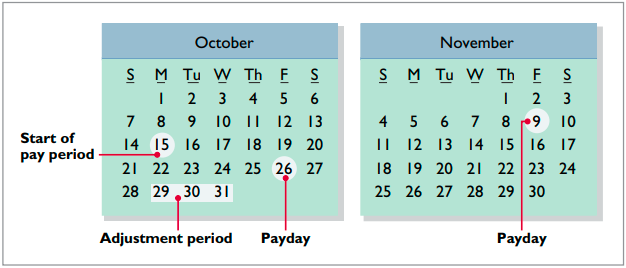 October
S M Tu W Th F S
1 2 3 4 5 6
7 8 9 10 11 12 13
14 15 16 17 18 19 20
21 22 23 24 25 26 27
28 29 30 31
November
S M Tu W Th F S
1 2 3
4 5 6 7 8 9 10
11 12 13 14 15 16 17
18 19 20 21 22 23 24
25 26 27 28 29 30
Start of
pay period
Adjustment period
Payday
Payday